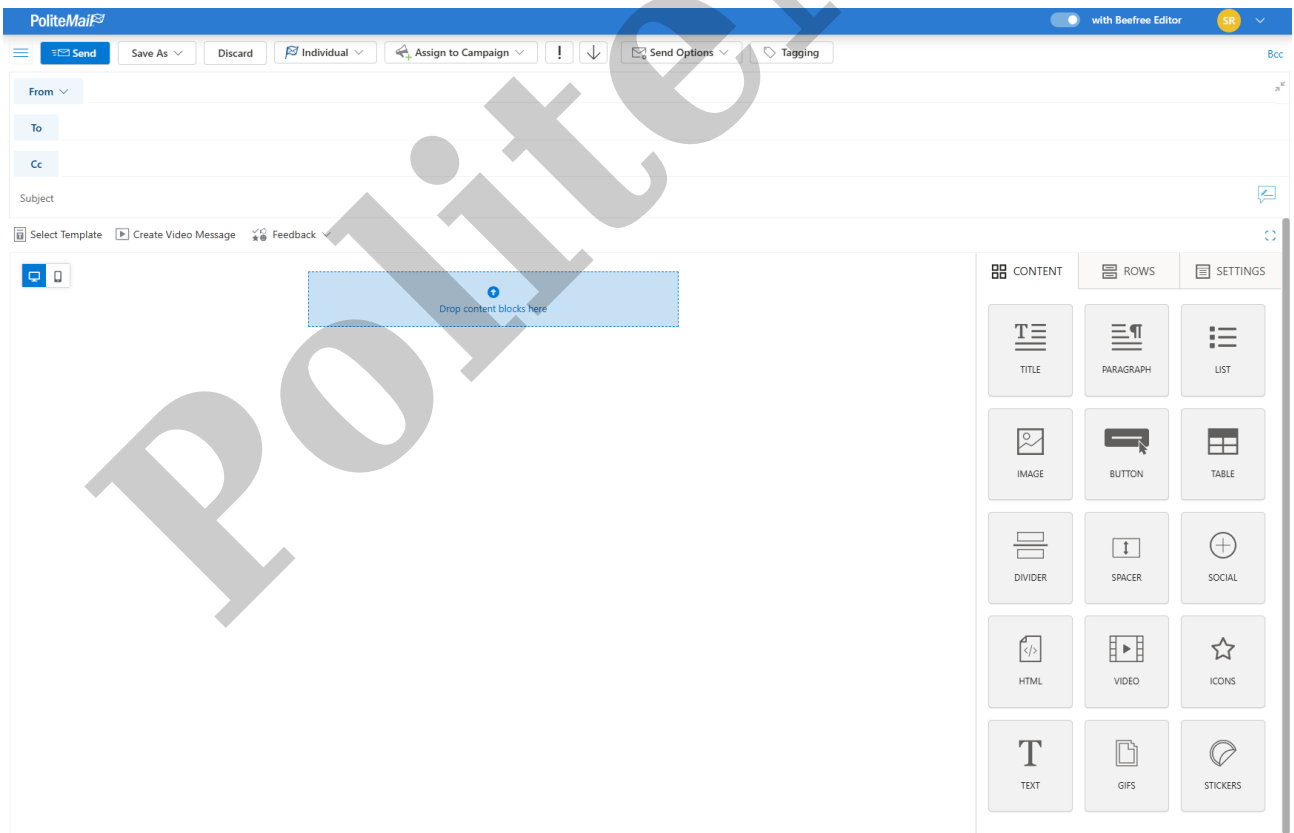 PoliteMail
with Beefree Editor
SR
Send
Save As
Discard
Individual
Assign to Campaign
!
Send Options
Tagging
Bcc
From
To
Cc
Subject
Select Template
Create Video Message
Feedback
CONTENT
ROWS
SETTINGS
Drop content blocks here
TITLE
PARAGRAPH
LIST
IMAGE
BUTTON
TABLE
DIVIDER
SPACER
SOCIAL
HTML
VIDEO
ICONS
TEXT
GIFS
STICKERS
Polite